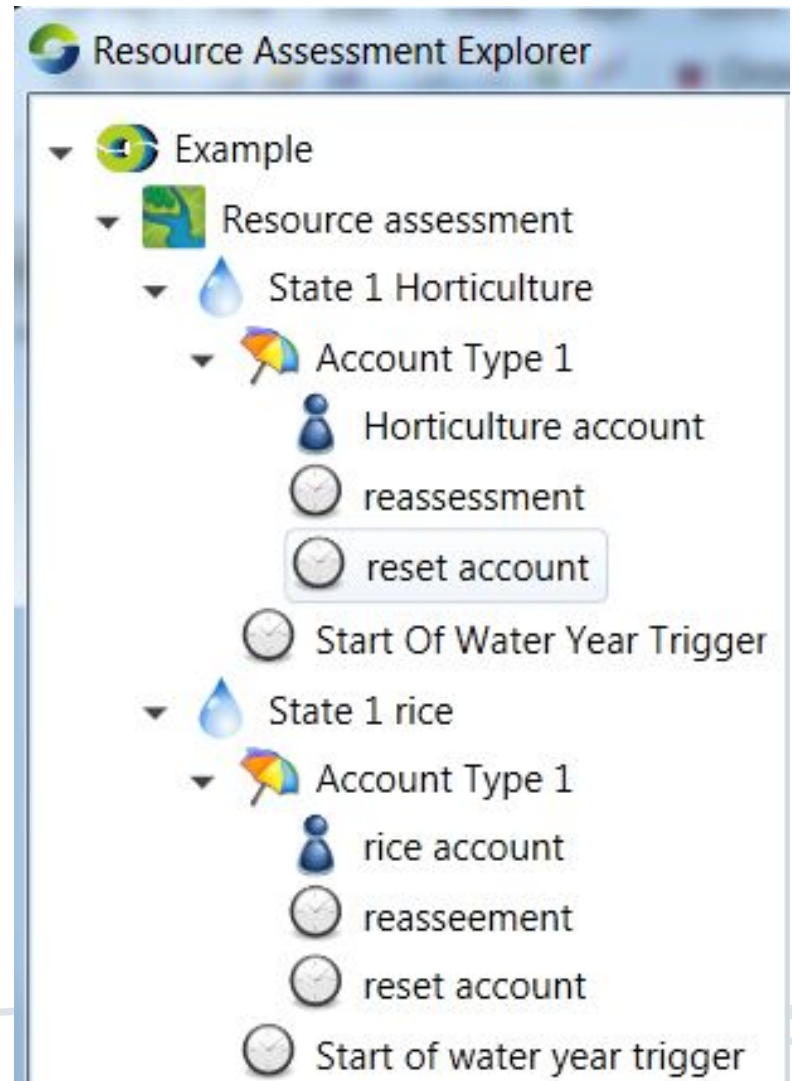 Resource Assessment Explorer
Example
Resource assessment
State 1 Horticulture
Account Type 1
Horticulture account
reassessment
reset account
Start Of Water Year Trigger
State 1 rice
Account Type 1
rice account
reasseement
reset account
Start of water year trigger